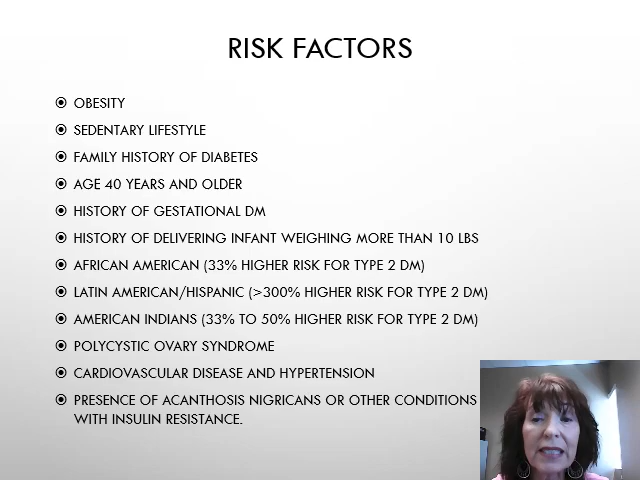 RISK FACTORS
OBESITY
SEDENTARY LIFESTYLE
FAMILY HISTORY OF DIABETES
AGE 40 YEARS AND OLDER
HISTORY OF GESTATIONAL DM
HISTORY OF DELIVERING INFANT WEIGHING MORE THAN 10 LBS
AFRICAN AMERICAN (33% HIGHER RISK FOR TYPE 2 DM)
LATIN AMERICAN/HISPANIC (>300% HIGHER RISK FOR TYPE 2 DM)
AMERICAN INDIANS (33% TO 50% HIGHER RISK FOR TYPE 2 DM)
POLYCYSTIC OVARY SYNDROME
CARDIOVASCULAR DISEASE AND HYPERTENSION
PRESENCE OF ACANTHOSIS NIGRICANS OR OTHER CONDITIONS
WITH INSULIN RESISTANCE.